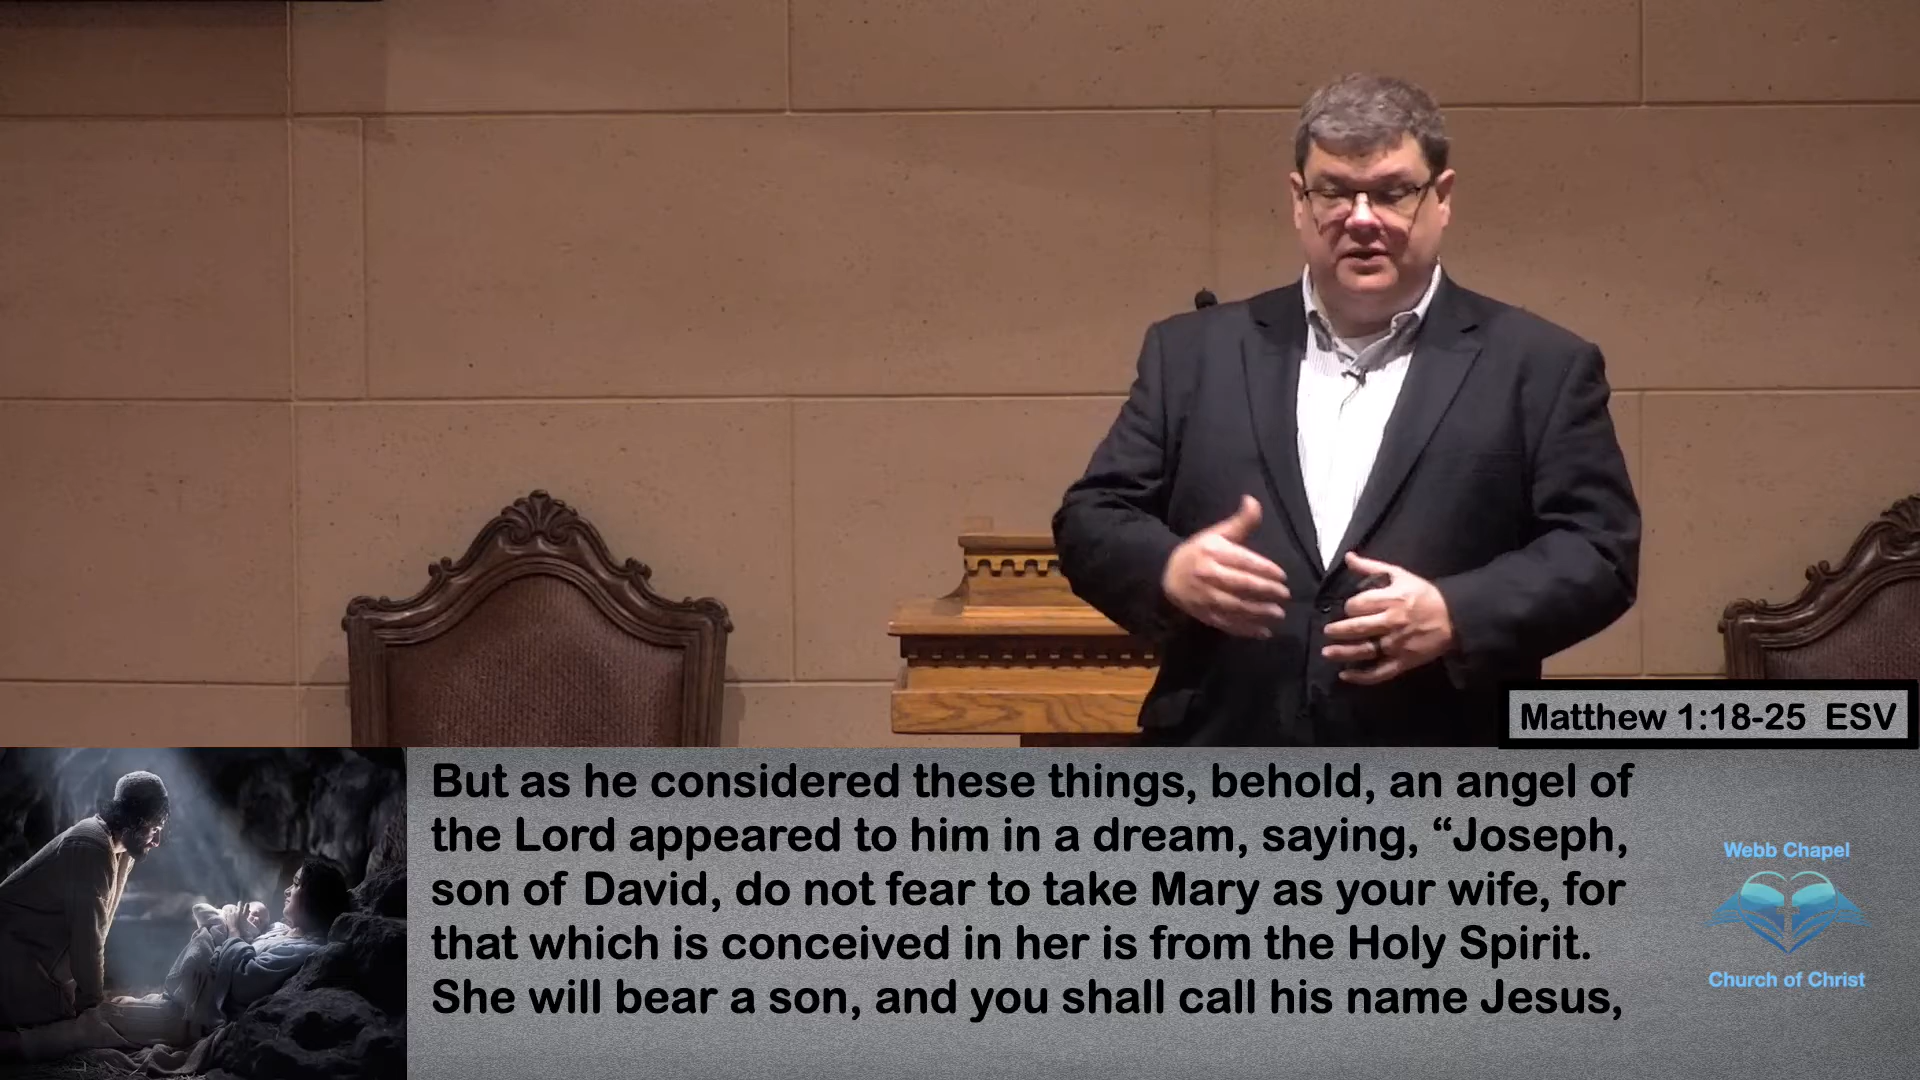 Matthew 1:18-25 ESV
But as he considered these things, behold, an angel of
the Lord appeared to him in a dream, saying, “Joseph,
son of David, do not fear to take Mary as your wife, for
that which is conceived in her is from the Holy Spirit.
She will bear a son, and you shall call his name Jesus,
Webb Chapel
Church of Christ